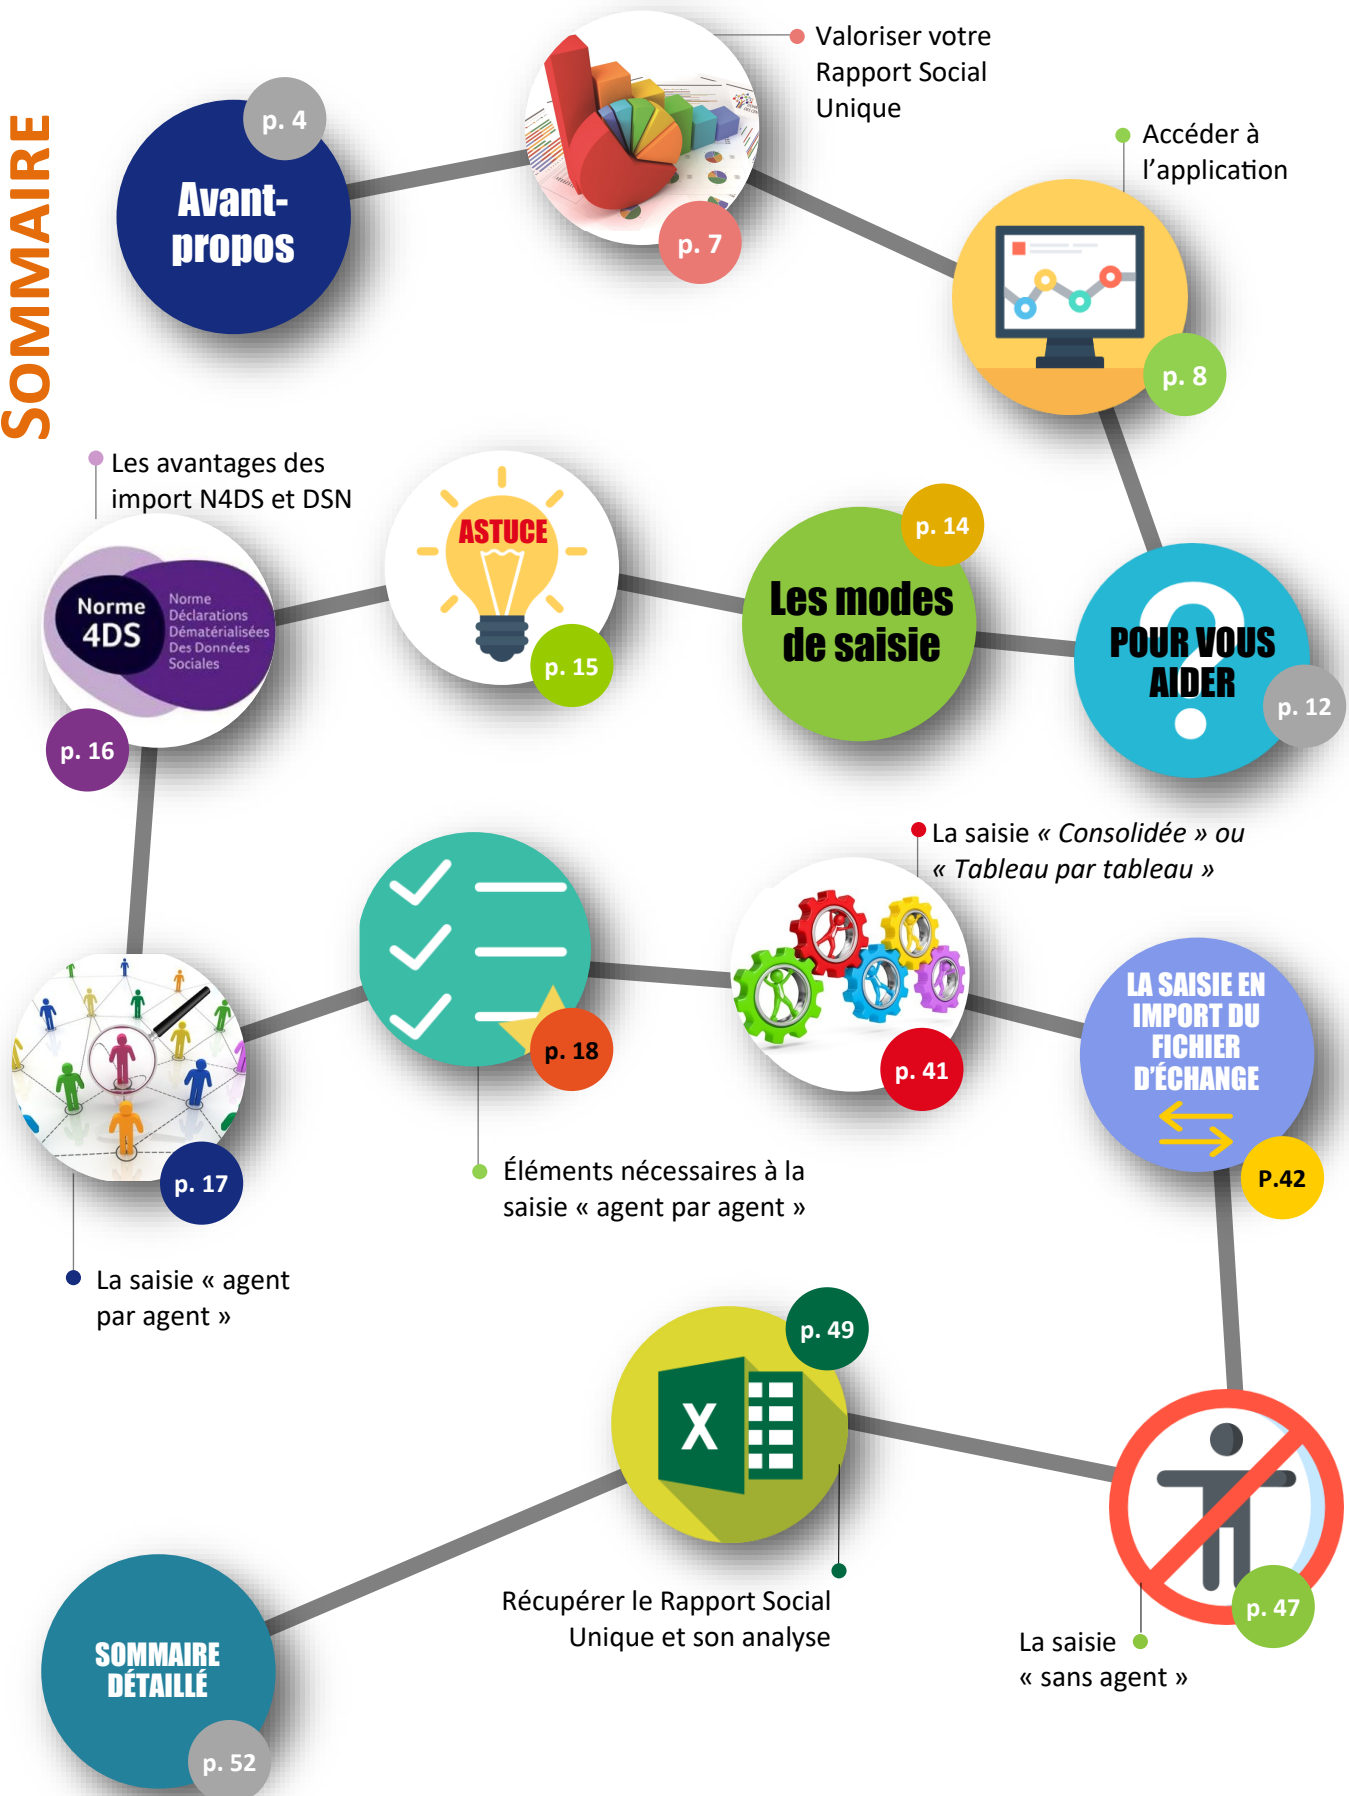 SOMMAIRE
Avant-
propos
p. 4
Valoriser votre
Rapport Social
Unique
p. 7
Accéder à
l’application
p. 8
POUR VOUS
AIDER
p. 12
Les modes
de saisie
p. 14
ASTUCE
p. 15
Les avantages des
import N4DS et DSN
Norme
4DS
Norme
Déclarations
Dématérialisées
Des Données
Sociales
p. 16
La saisie « agent
par agent »
p. 17
Éléments nécessaires à la
saisie « agent par agent »
p. 18
La saisie « Consolidée » ou
« Tableau par tableau »
p. 41
LA SAISIE EN
IMPORT DU
FICHIER
D’ÉCHANGE
P.42
La saisie
« sans agent »
p. 47
X
Récupérer le Rapport Social
Unique et son analyse
p. 49
SOMMAIRE
DÉTAILLÉ
p. 52